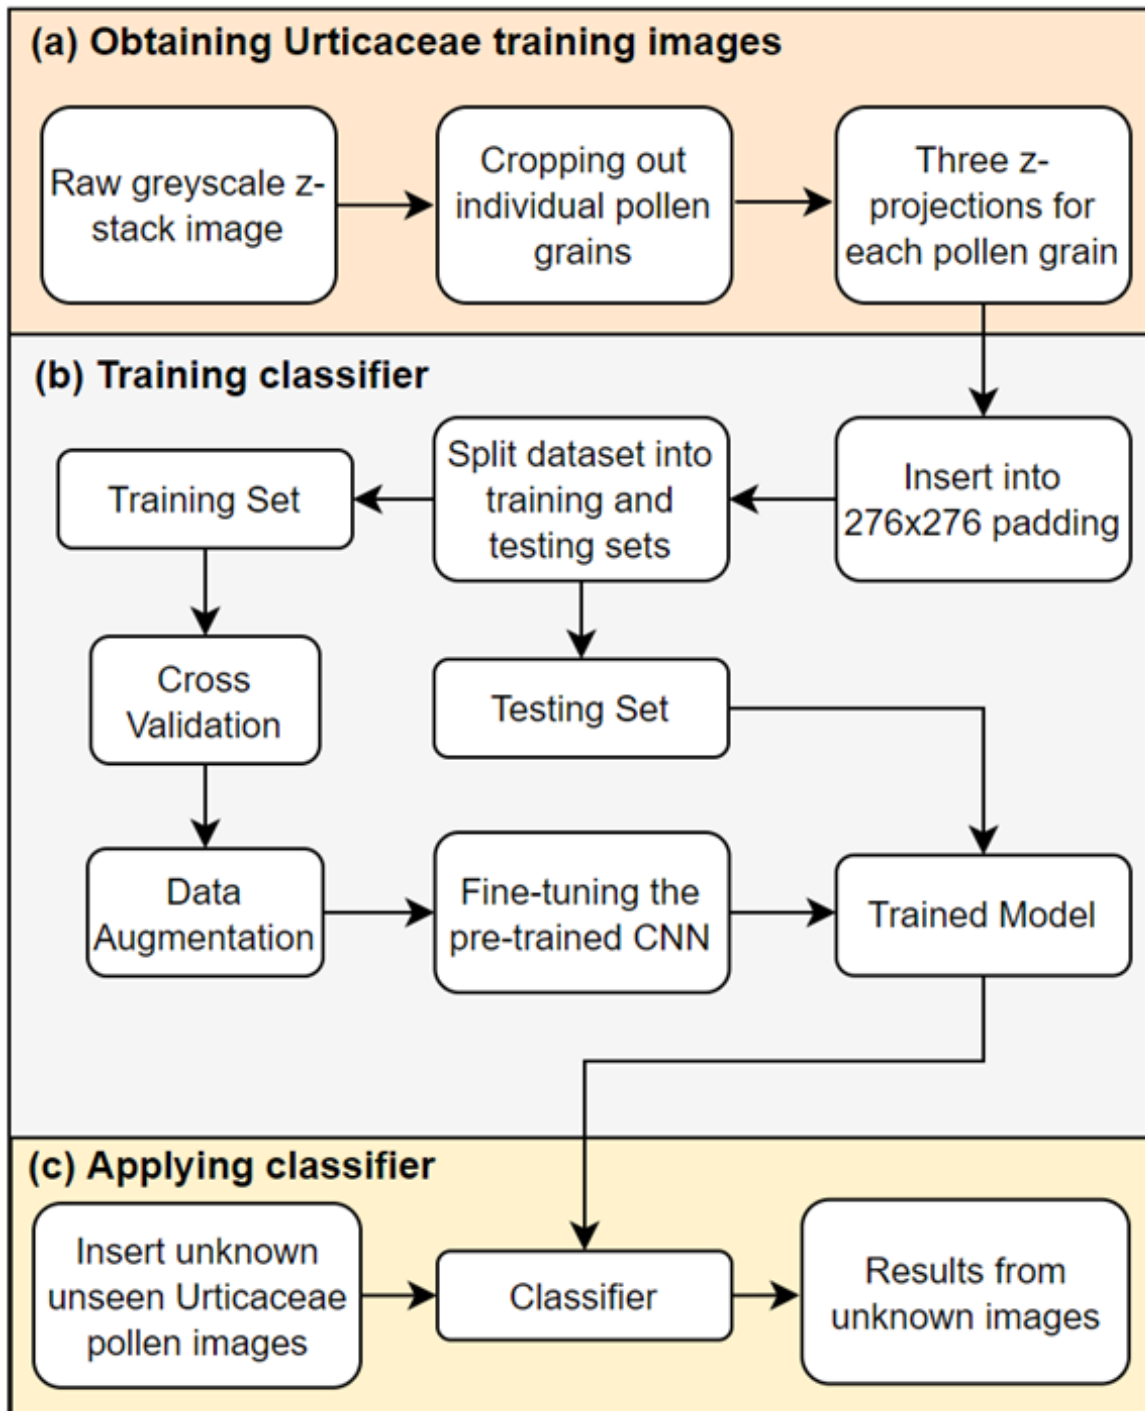 (a) Obtaining Urticaceae training images
Raw greyscale z-
stack image
Cropping out
individual pollen
grains
Three z-
projections for
each pollen grain
(b) Training classifier
Insert into
276x276 padding
Split dataset into
training and
testing sets
Training Set
Cross
Validation
Testing Set
Data
Augmentation
Fine-tuning the
pre-trained CNN
Trained Model
(c) Applying classifier
Insert unknown
unseen Urticaceae
pollen images
Classifier
Results from
unknown images